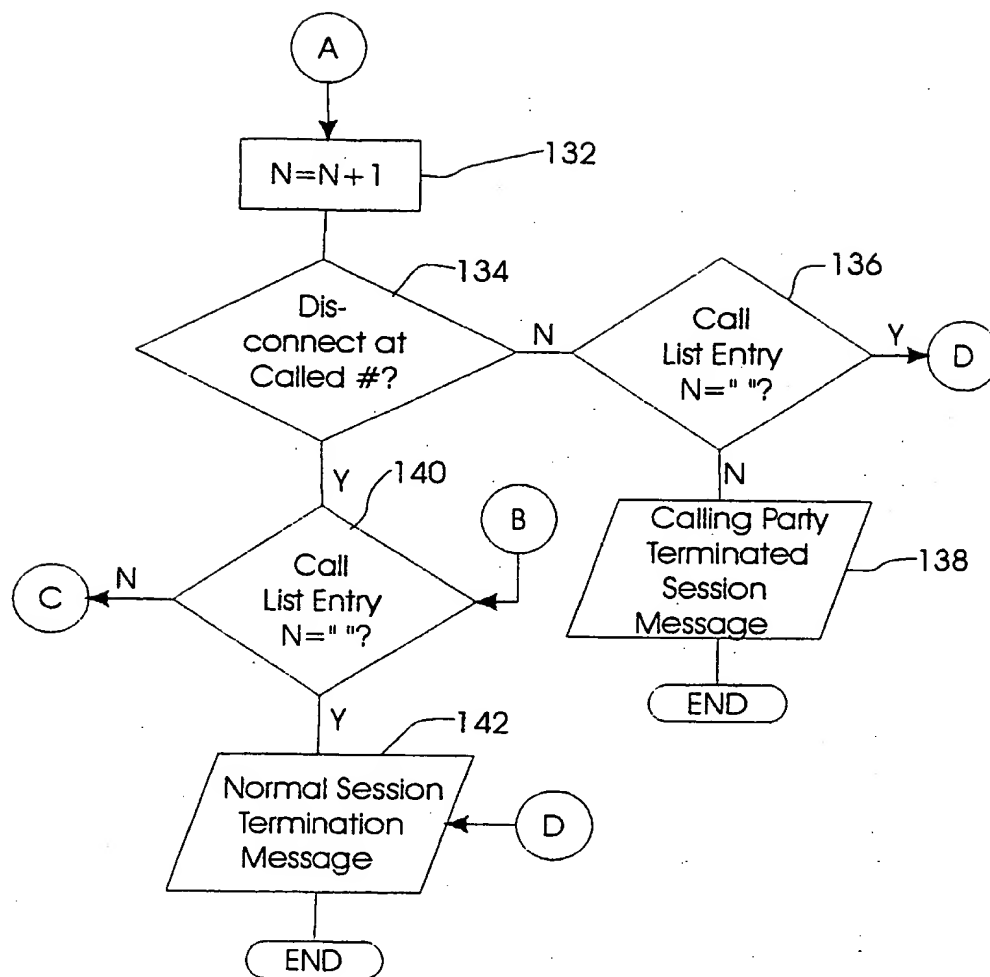 A
N=N+1
132
Dis-
connect at
Called #?
134
N
Call
List Entry
N=" "?
136
Y
D
N
Calling Party
Terminated
Session
Message
138
END
Y
Call
List Entry
N=" "?
140
B
N
C
Y
Normal Session
Termination
Message
142
D
END